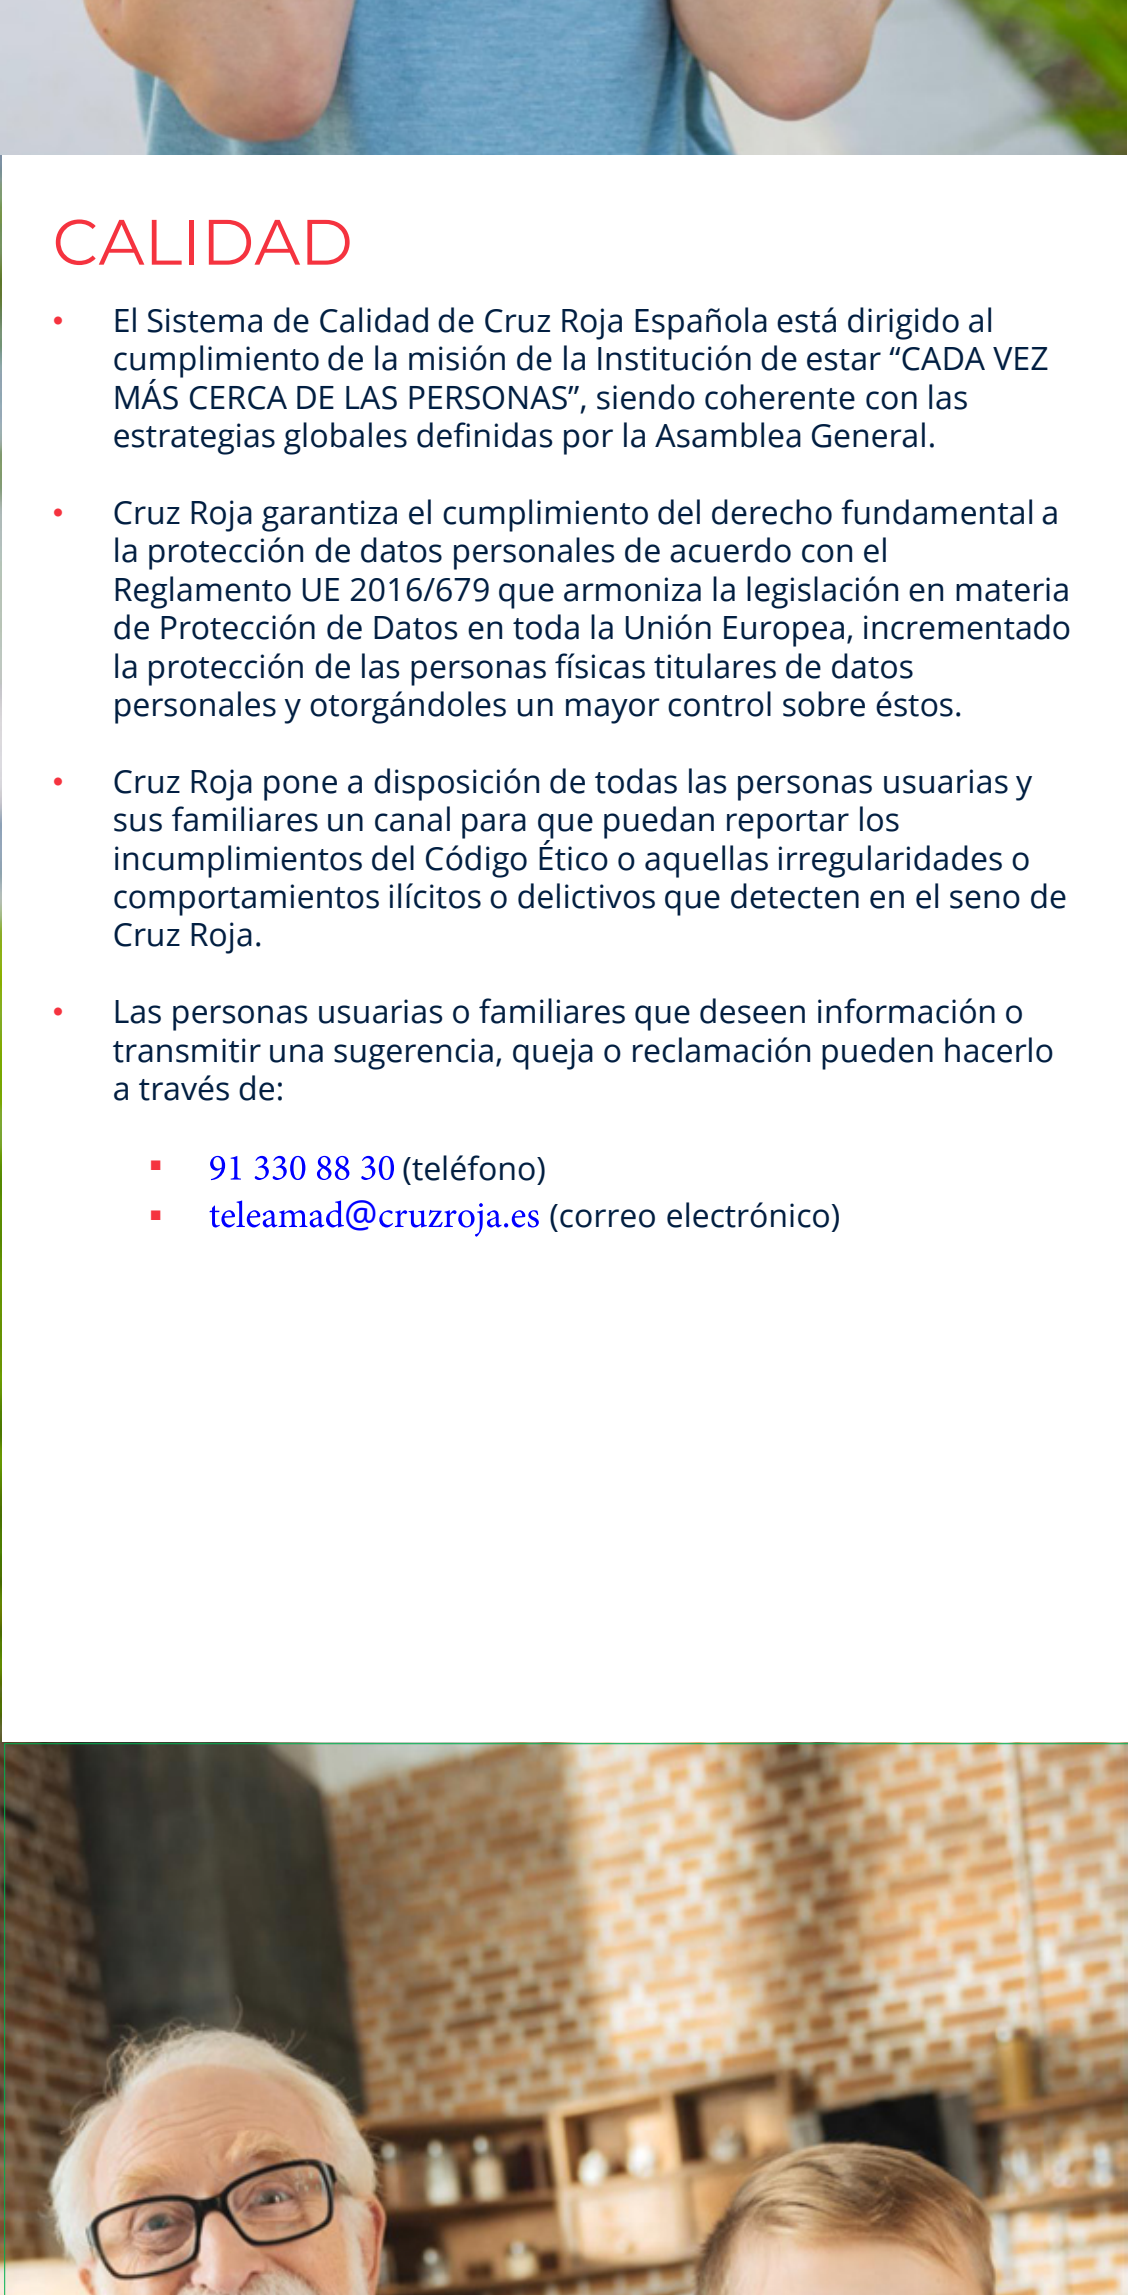 CALIDAD
• El Sistema de Calidad de Cruz Roja Española está dirigido al
cumplimiento de la misión de la Institución de estar “CADA VEZ
MÁS CERCA DE LAS PERSONAS”, siendo coherente con las
estrategias globales definidas por la Asamblea General.
• Cruz Roja garantiza el cumplimiento del derecho fundamental a
la protección de datos personales de acuerdo con el
Reglamento UE 2016/679 que armoniza la legislación en materia
de Protección de Datos en toda la Unión Europea, incrementado
la protección de las personas físicas titulares de datos
personales y otorgándoles un mayor control sobre éstos.
• Cruz Roja pone a disposición de todas las personas usuarias y
sus familiares un canal para que puedan reportar los
incumplimientos del Código Ético o aquellas irregularidades o
comportamientos ilícitos o delictivos que detecten en el seno de
Cruz Roja.
• Las personas usuarias o familiares que deseen información o
transmitir una sugerencia, queja o reclamación pueden hacerlo
a través de:
▪ 91 330 88 30 (teléfono)
▪ teleamad@cruzroja.es (correo electrónico)